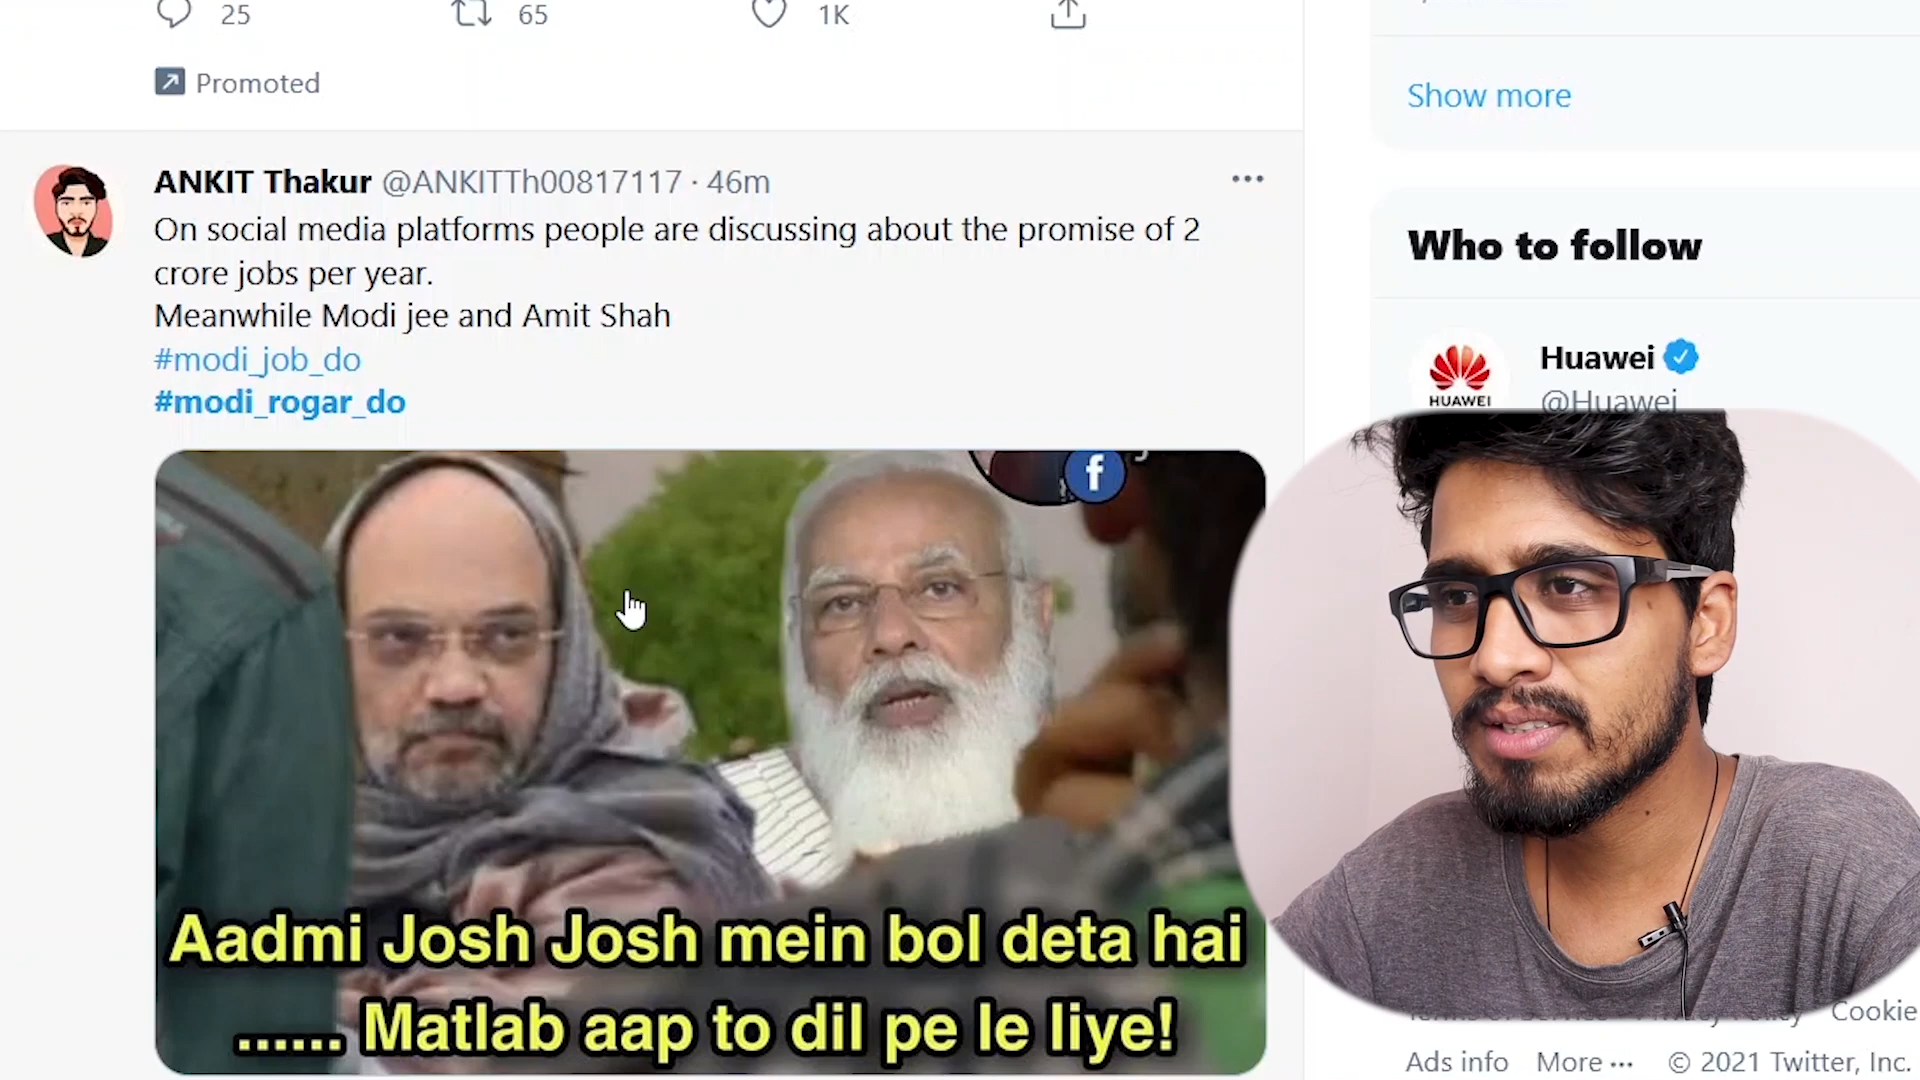 25 65 1K
Promoted
ANKIT Thakur @ANKITTh00817117 · 46m
On social media platforms people are discussing about the promise of 2
crore jobs per year.
Meanwhile Modi jee and Amit Shah
#modi_job_do
#modi_rogar_do
f
Aadmi Josh Josh mein bol deta hai
...... Matlab aap to dil pe le liye!
Show more
Who to follow
Huawei
HUAWEI
@Huawei
Cookie
Ads info More ··· © 2021 Twitter, Inc.